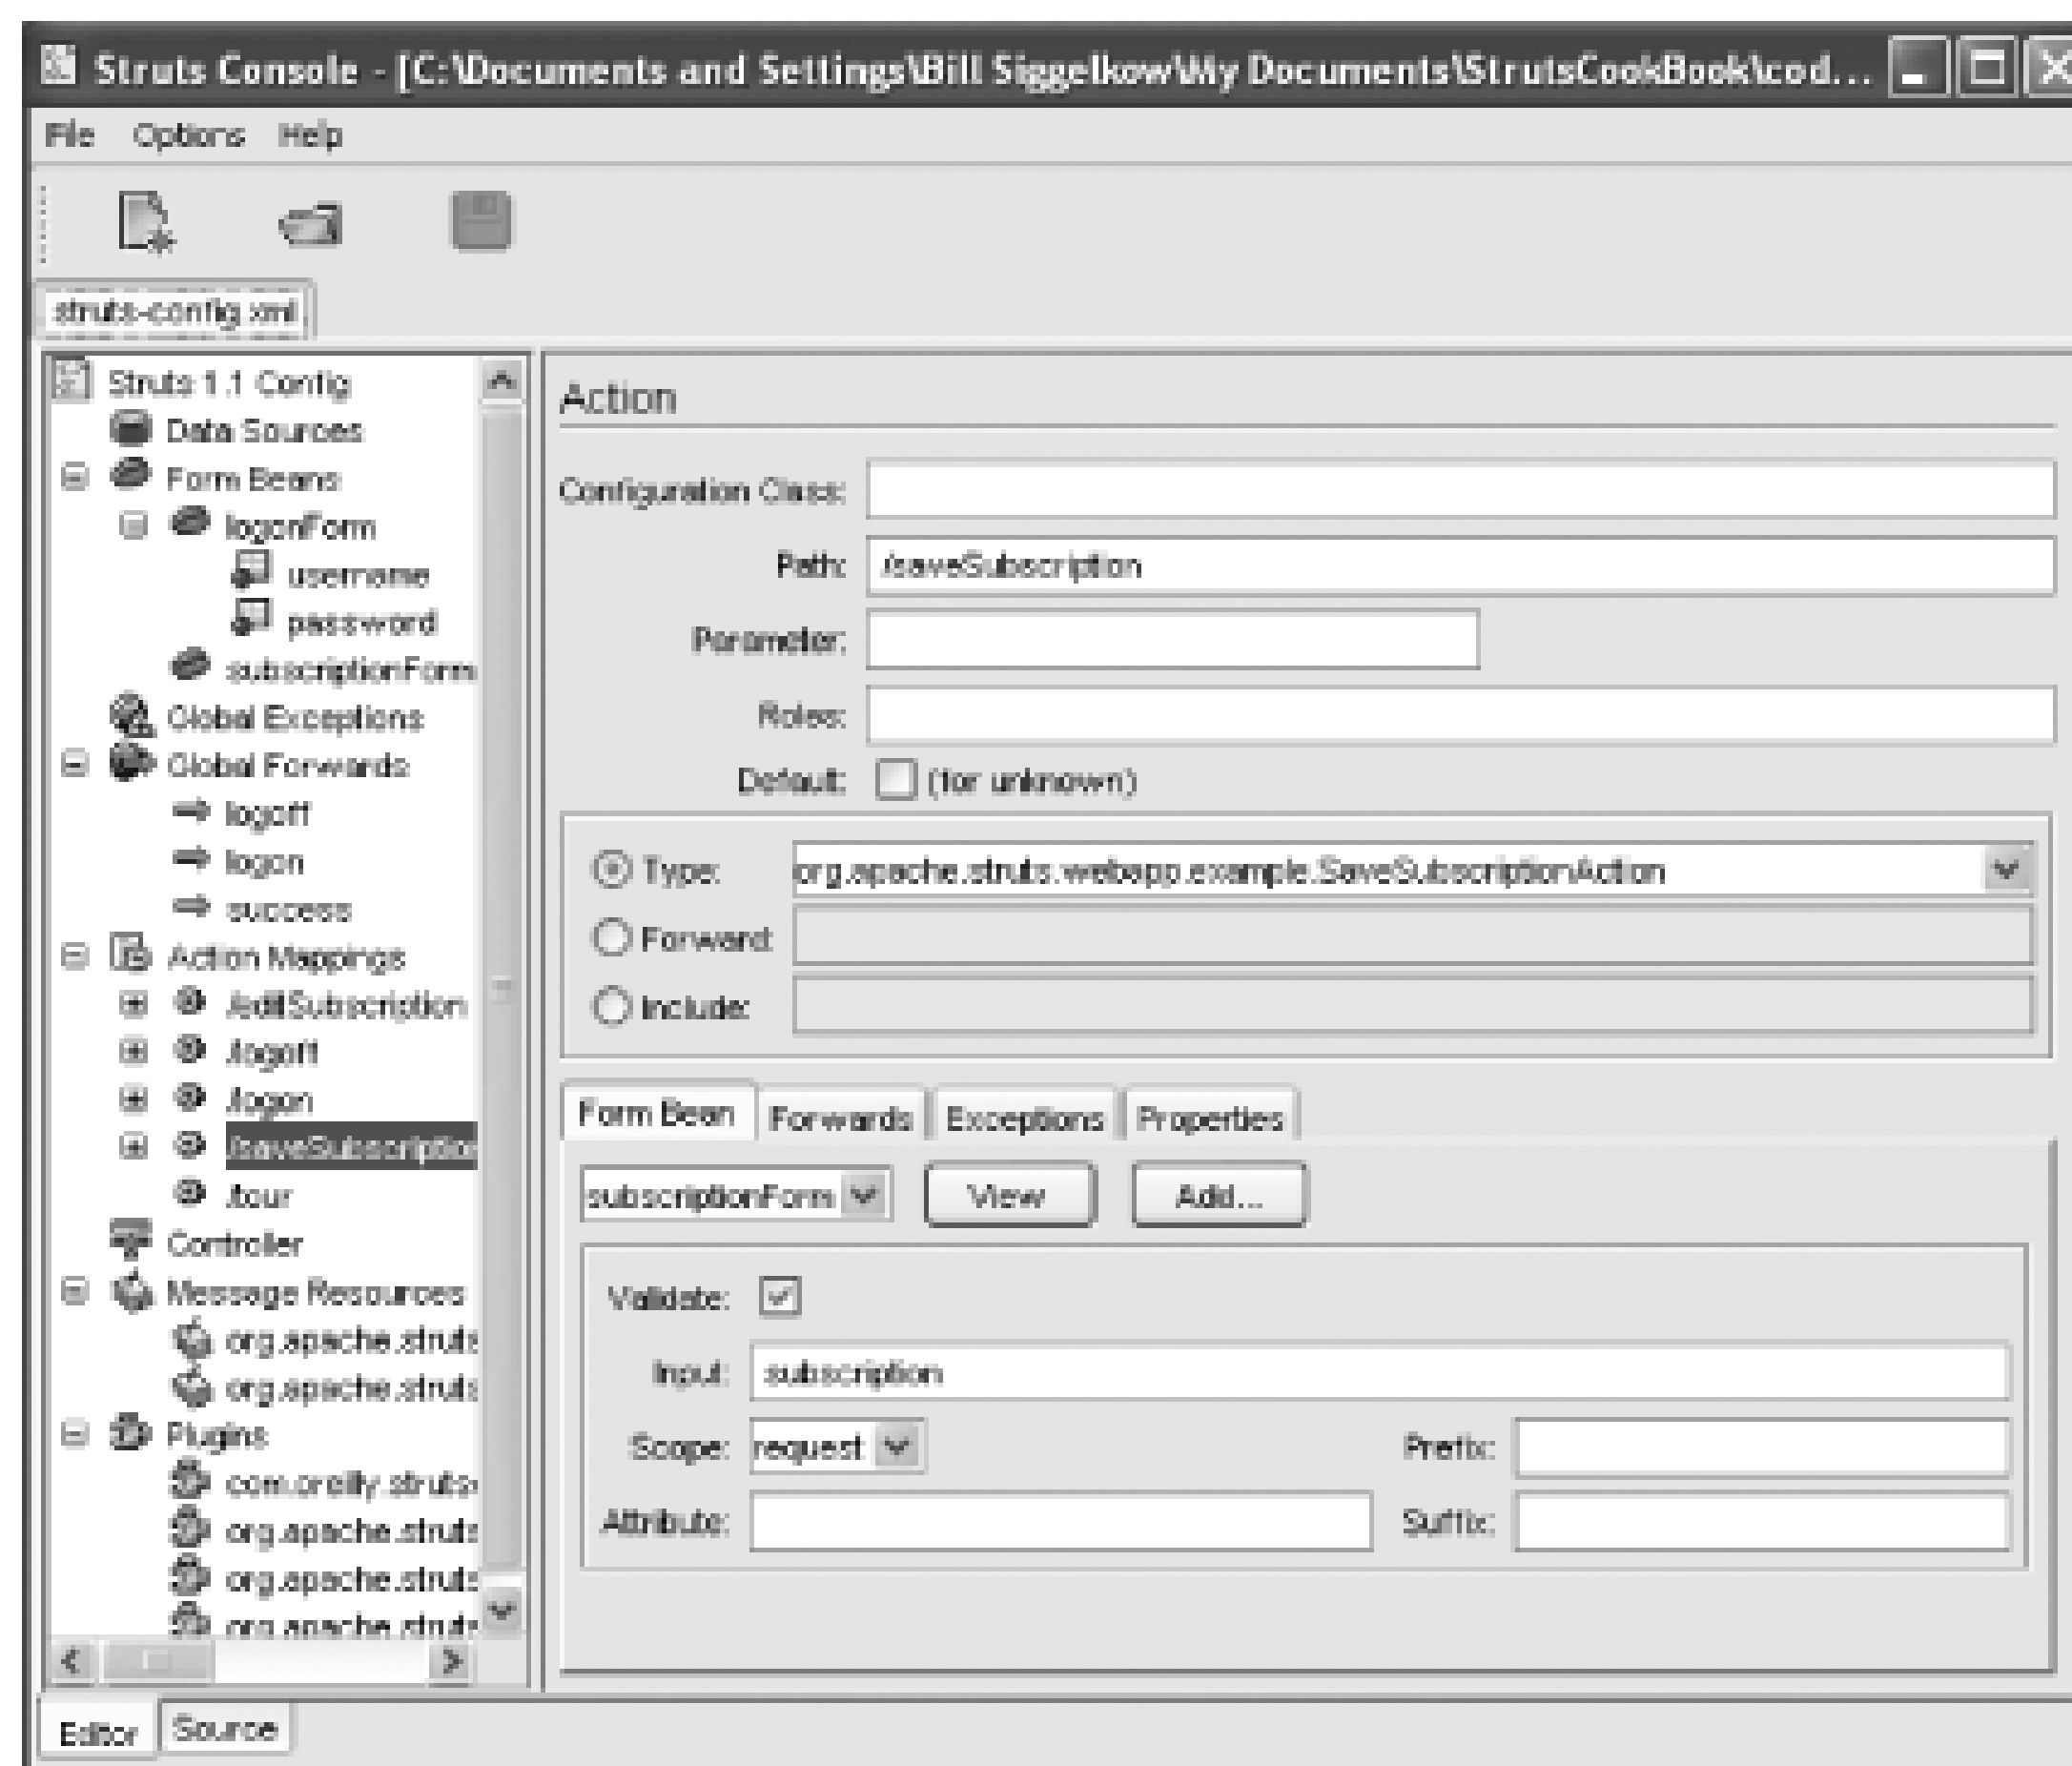 Struts Console - [C:\Documents and Settings\Bill Siggelkow\My Documents\StrutsCookBook\cod...
File Options Help
struts-config.xml
Struts 1.1 Config
Data Sources
Form Beans
logonForm
username
password
subscriptionForm
Global Exceptions
Global Forwards
logoff
logon
success
Action Mappings
/editSubscription
/logoff
/logon
/saveSubscriptio
/tour
Controller
Message Resources
org.apache.struts
org.apache.struts
Plugins
com.oreilly.struts
org.apache.struts
org.apache.struts
org.apache.struts
Action
Configuration Class:
Path: /saveSubscription
Parameter:
Roles:
Default: (for unknown)
Type: org.apache.struts.webapp.example.SaveSubscriptionAction
Forward:
Include:
Form Bean Forwards Exceptions Properties
subscriptionForm View Add...
Validate:
Input: subscription
Scope: request Prefix:
Attribute: Suffix:
Editor Source